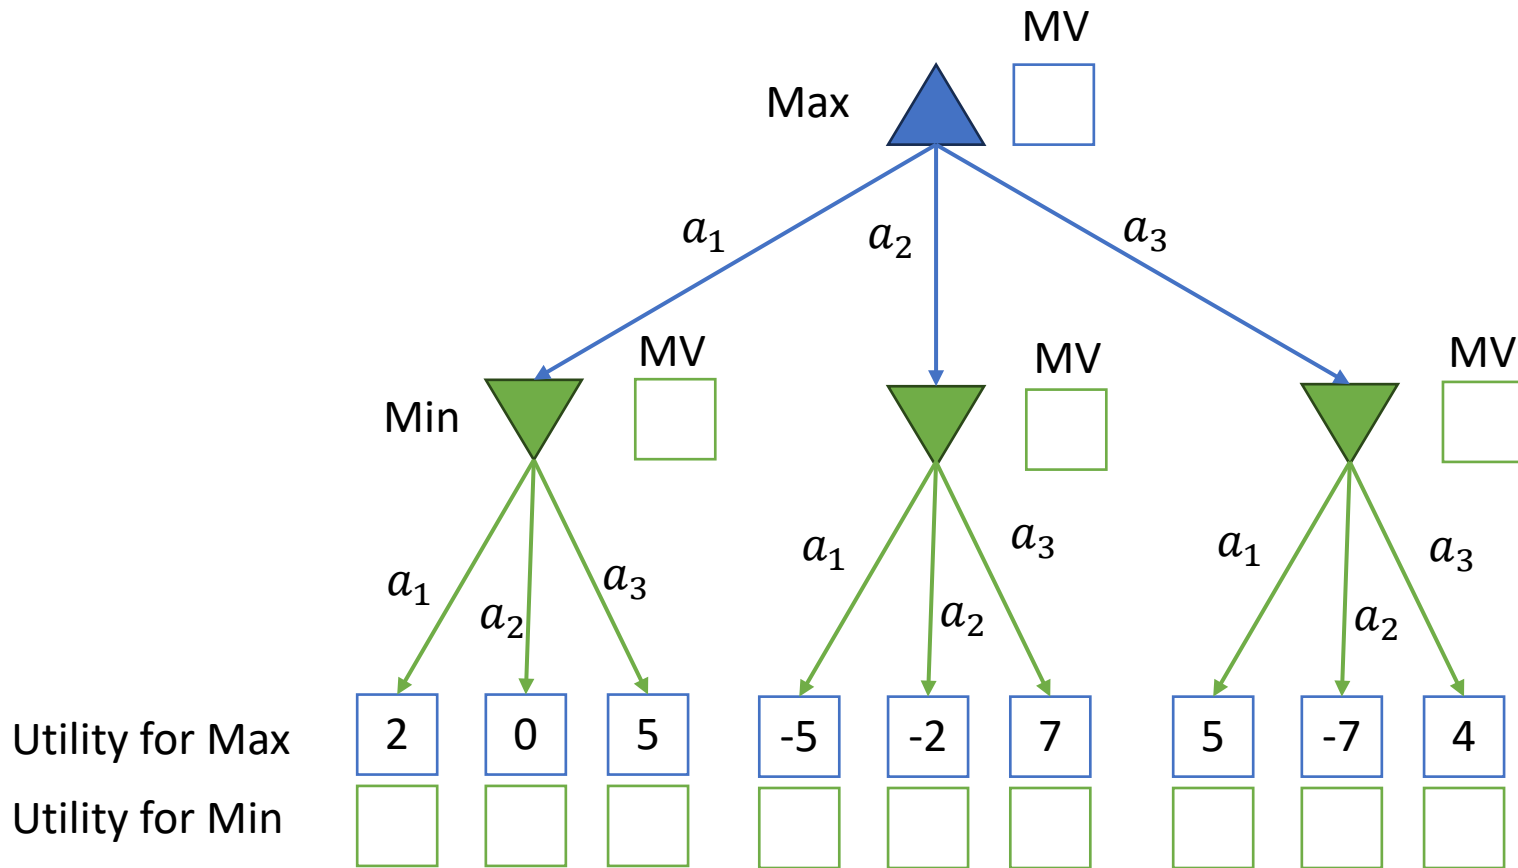 MV
Max
a₁ a₂ a₃
MV MV MV
Min
a₁ a₂ a₃ a₁ a₂ a₃ a₁ a₂ a₃
Utility for Max 2 0 5 -5 -2 7 5 -7 4
Utility for Min